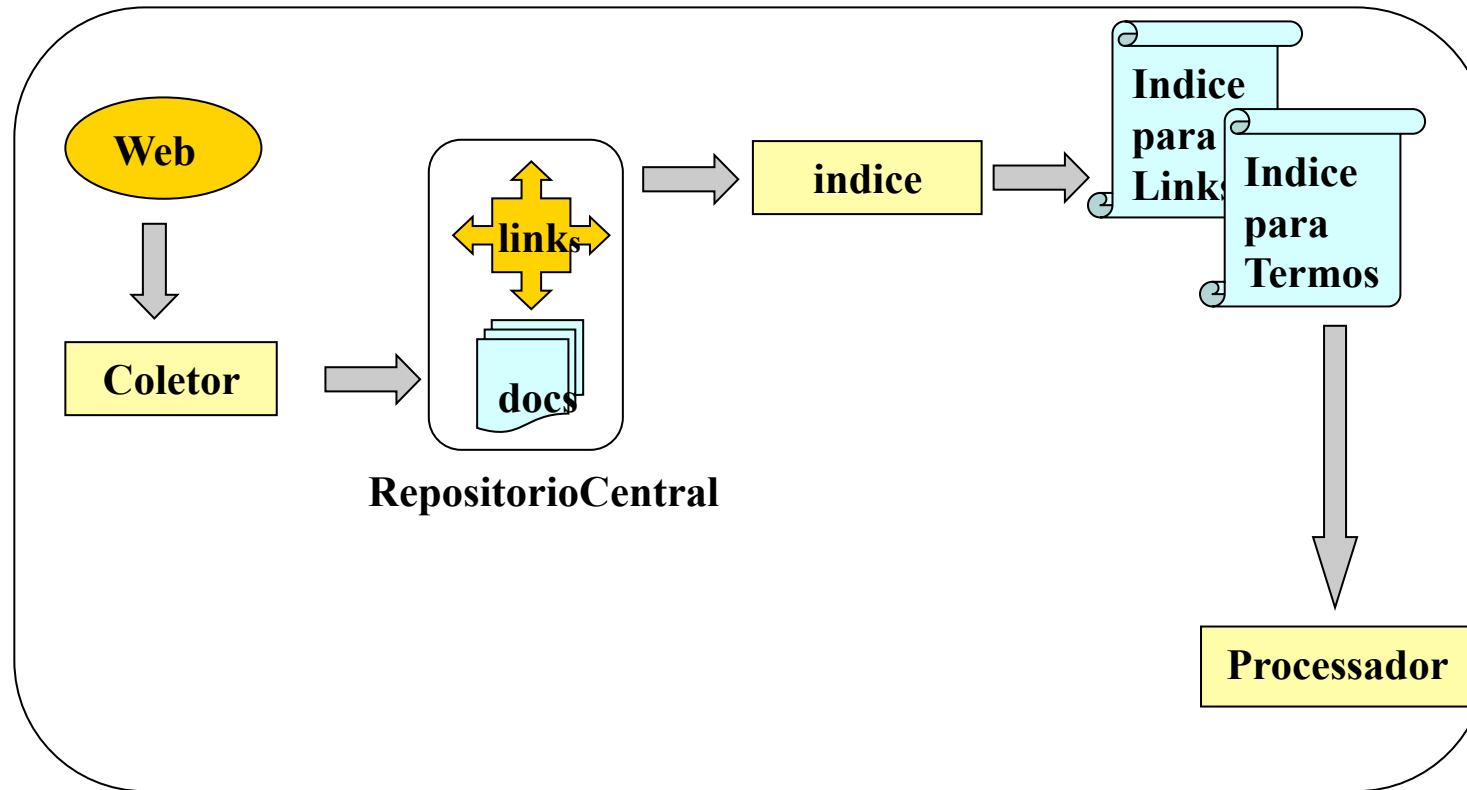 Web
Coletor
links
docs
RepositorioCentral
indice
Indice
para
Links
Indice
para
Termos
Processador